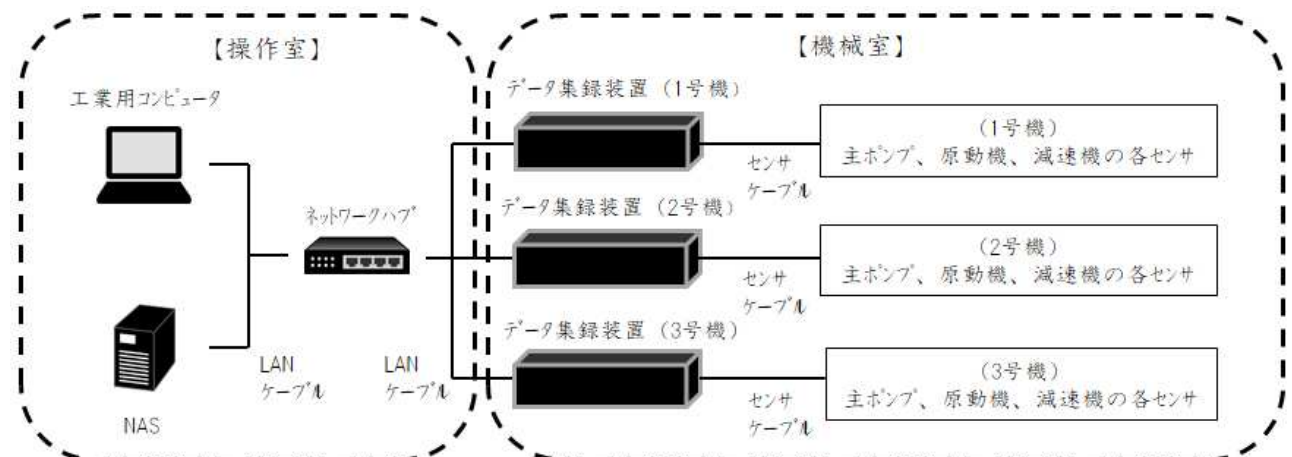 【操作室】
工業用コンピュータ
ネットワークハブ
LAN
ケーブル
LAN
ケーブル
NAS
【機械室】
データ集録装置（1号機）
センサ
ケーブル
(1号機)
主ポンプ、原動機、減速機の各センサ
データ集録装置（2号機）
センサ
ケーブル
(2号機)
主ポンプ、原動機、減速機の各センサ
データ集録装置（3号機）
センサ
ケーブル
(3号機)
主ポンプ、原動機、減速機の各センサ